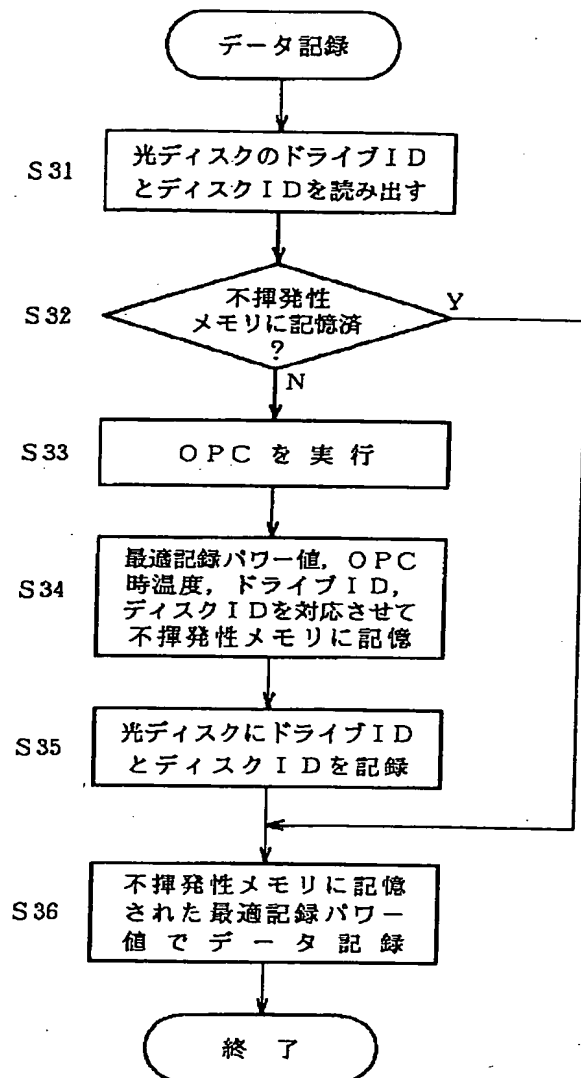 データ記録
S31
光ディスクのドライブID
とディスクIDを読み出す
S32
不揮発性
メモリに記憶済
?
Y
N
S33
OPCを実行
S34
最適記録パワー値,OPC
時温度,ドライブID,
ディスクIDを対応させて
不揮発性メモリに記憶
S35
光ディスクにドライブID
とディスクIDを記録
S36
不揮発性メモリに記憶
された最適記録パワー
値でデータ記録
終了